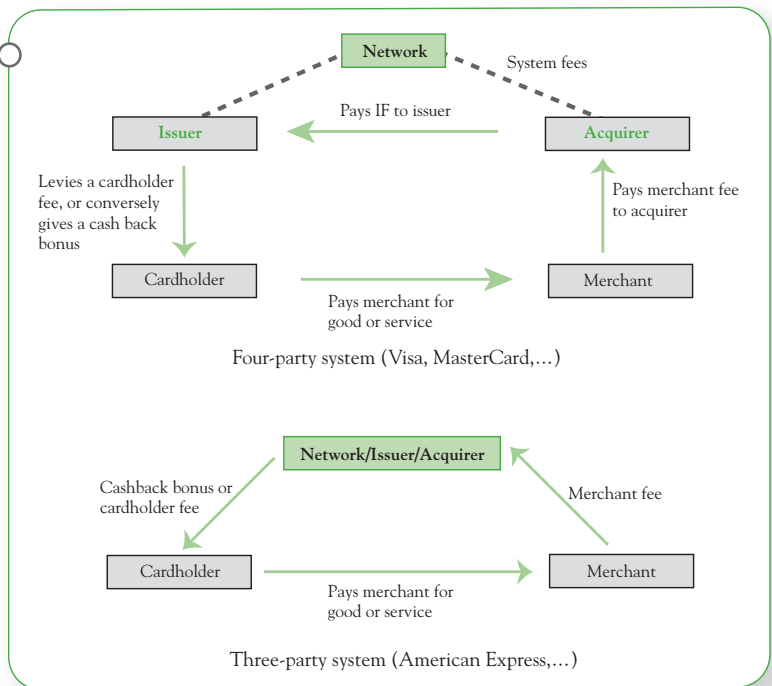 Network
System fees
Pays IF to issuer
Issuer
Acquirer
Levies a cardholder
fee, or conversely
gives a cash back
bonus
Pays merchant fee
to acquirer
Cardholder
Merchant
Pays merchant for
good or service
Four-party system (Visa, MasterCard,...)
Network/Issuer/Acquirer
Cashback bonus or
cardholder fee
Merchant fee
Cardholder
Merchant
Pays merchant for
good or service
Three-party system (American Express,...)